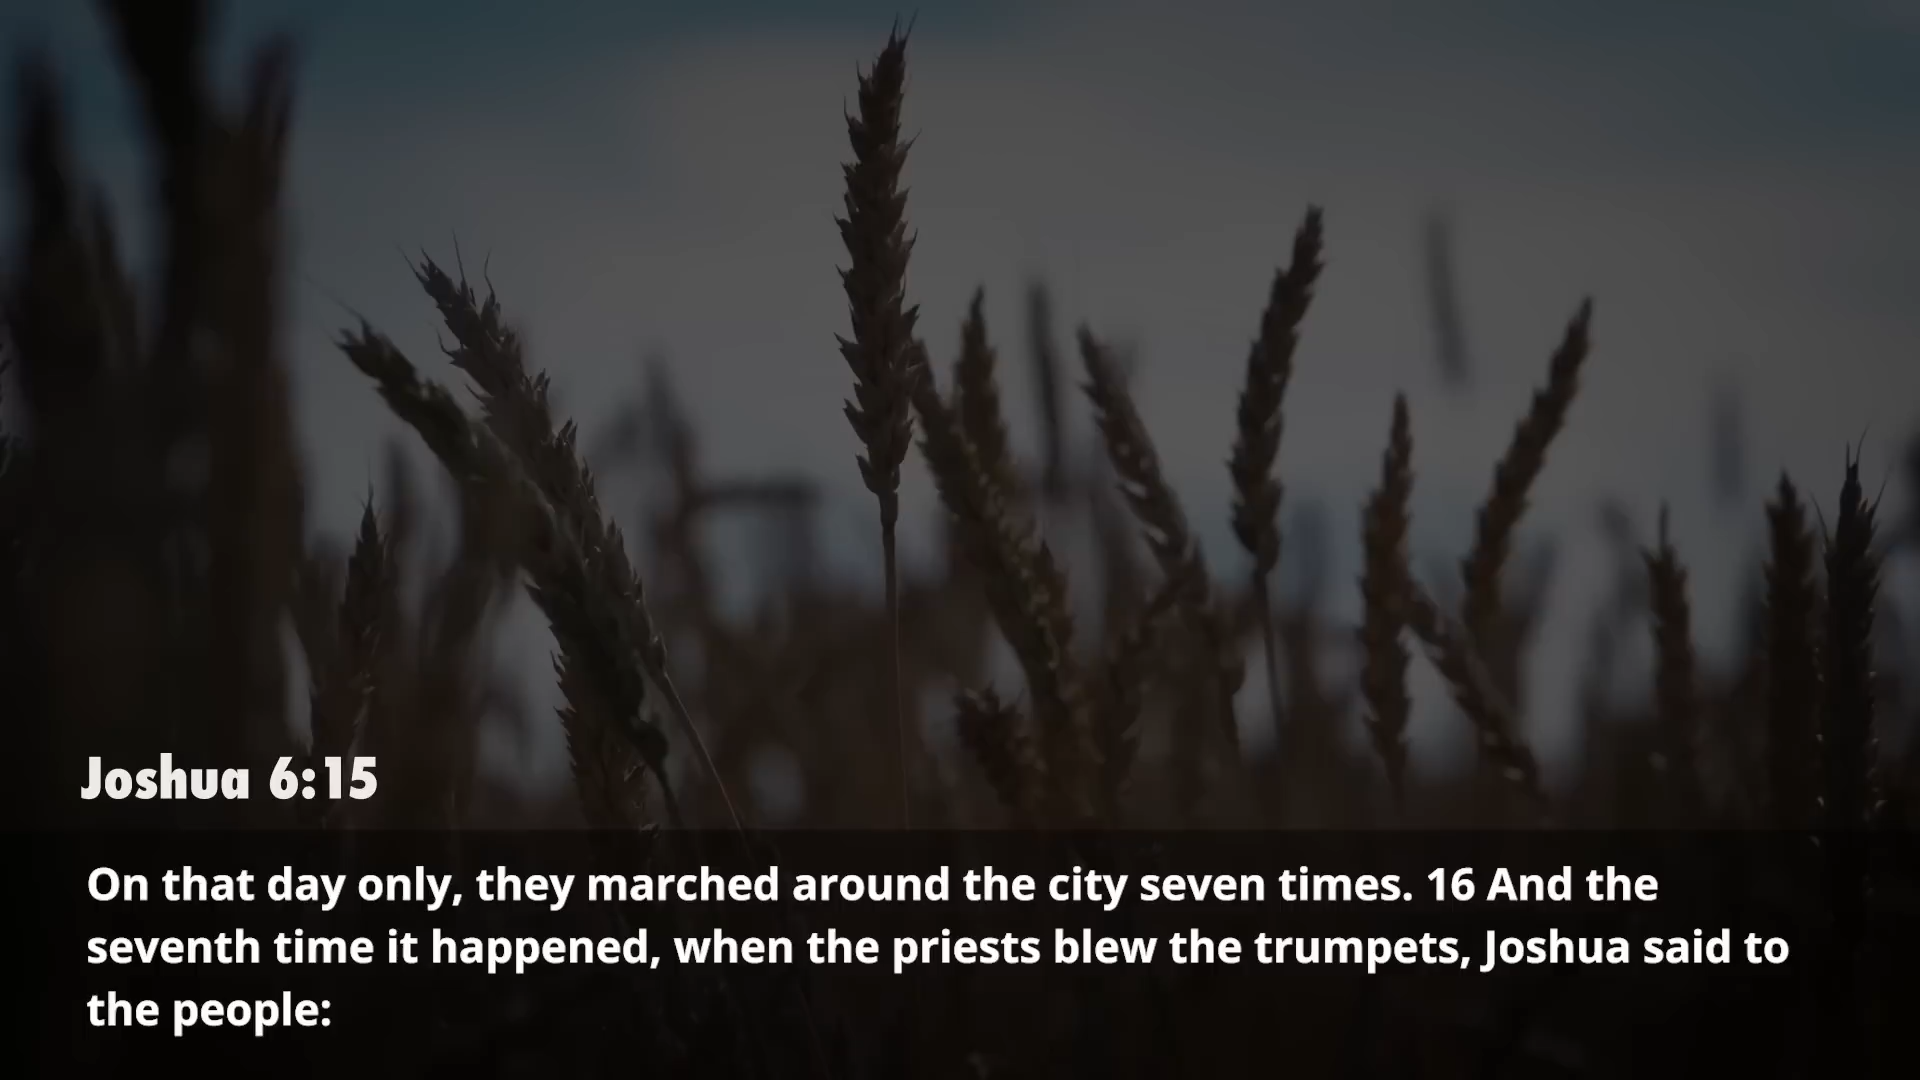 Joshua 6:15
On that day only, they marched around the city seven times. 16 And the
seventh time it happened, when the priests blew the trumpets, Joshua said to
the people: